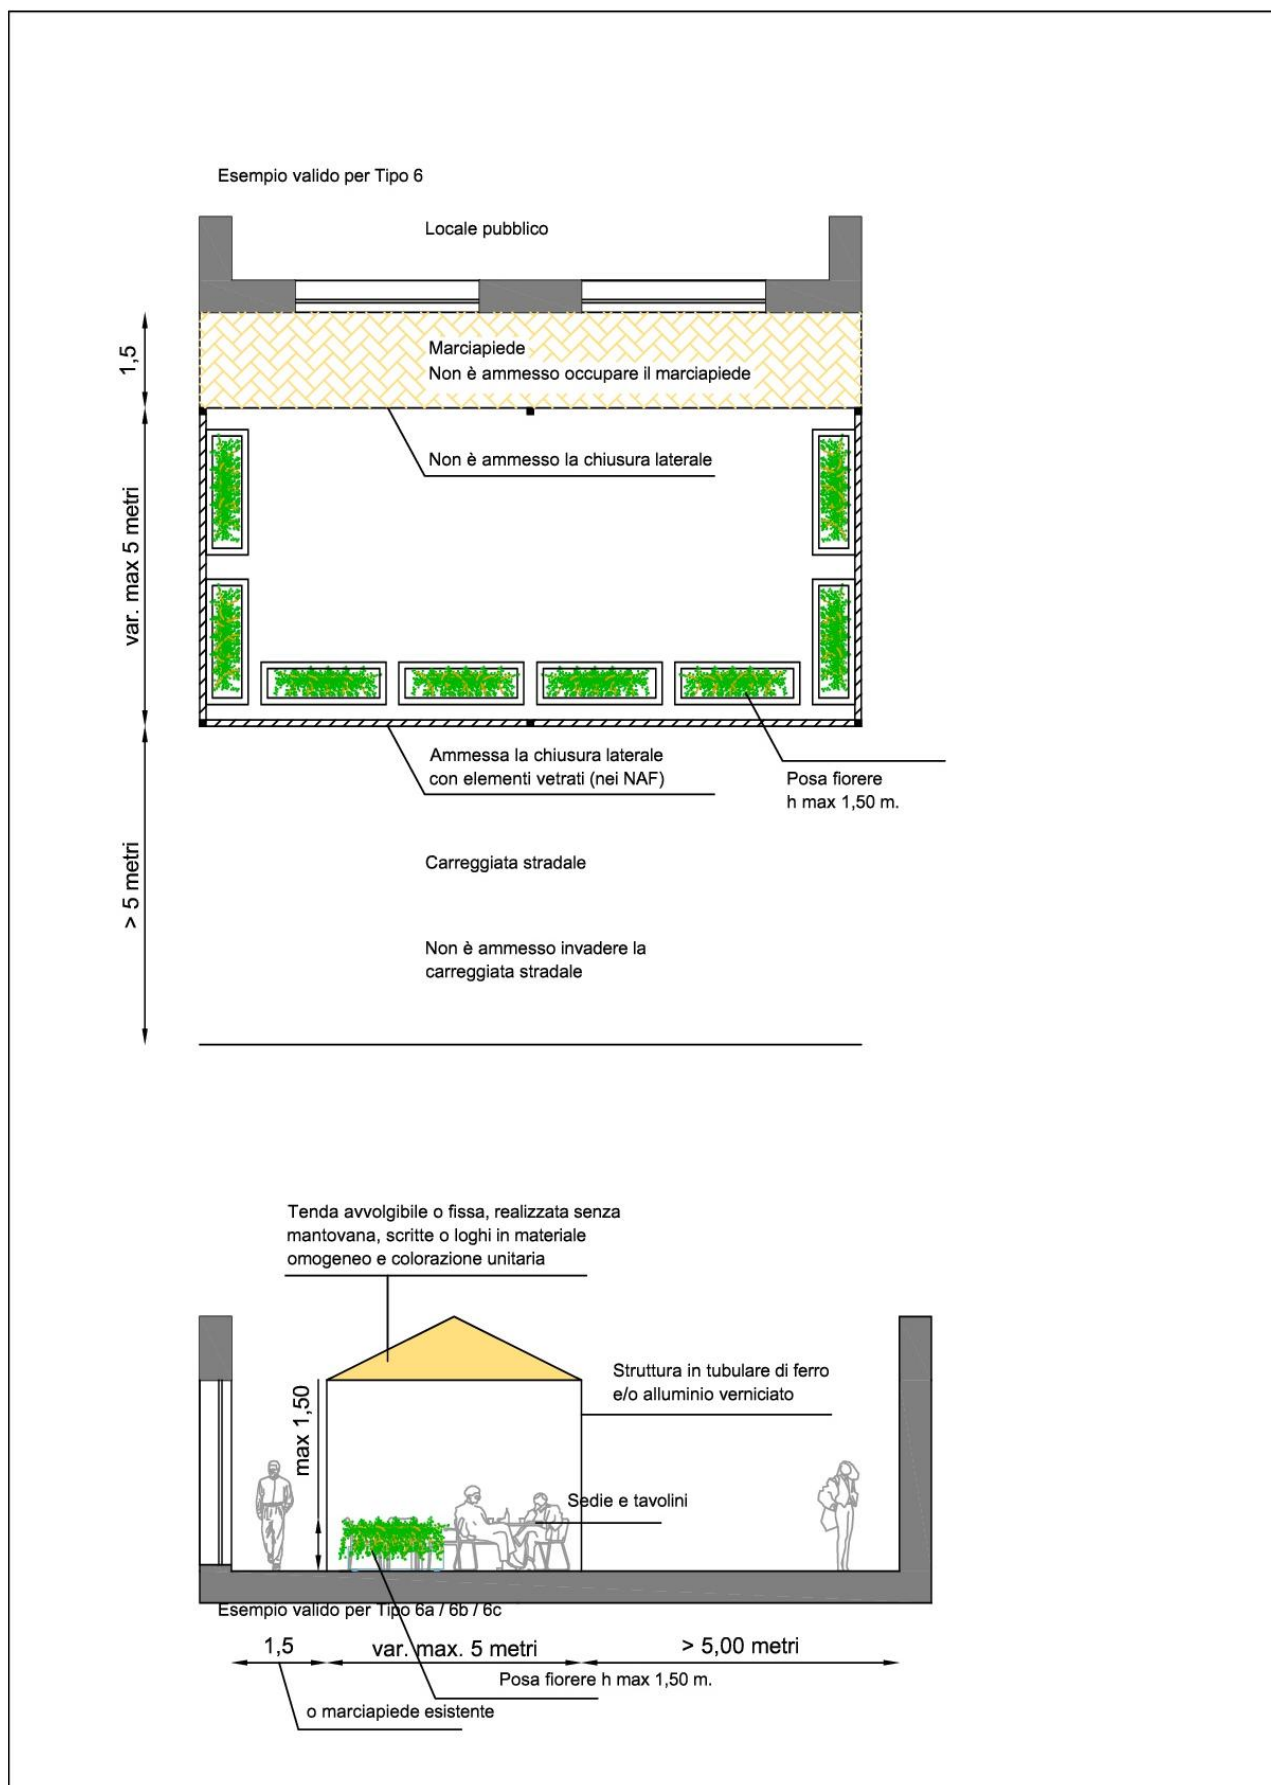 Esempio valido per Tipo 6
Locale pubblico
1,5
Marciapiede
Non è ammesso occupare il marciapiede
var. max 5 metri
Non è ammesso la chiusura laterale
Ammessa la chiusura laterale
con elementi vetrati (nei NAF)
Posa fiorere
h max 1,50 m.
> 5 metri
Carreggiata stradale
Non è ammesso invadere la
carreggiata stradale
Tenda avvolgibile o fissa, realizzata senza
mantovana, scritte o loghi in materiale
omogeneo e colorazione unitaria
Struttura in tubulare di ferro
e/o alluminio verniciato
max 1,50
Sedie e tavolini
Esempio valido per Tipo 6a / 6b / 6c
1,5
var. max. 5 metri
> 5,00 metri
Posa fiorere h max 1,50 m.
o marciapiede esistente